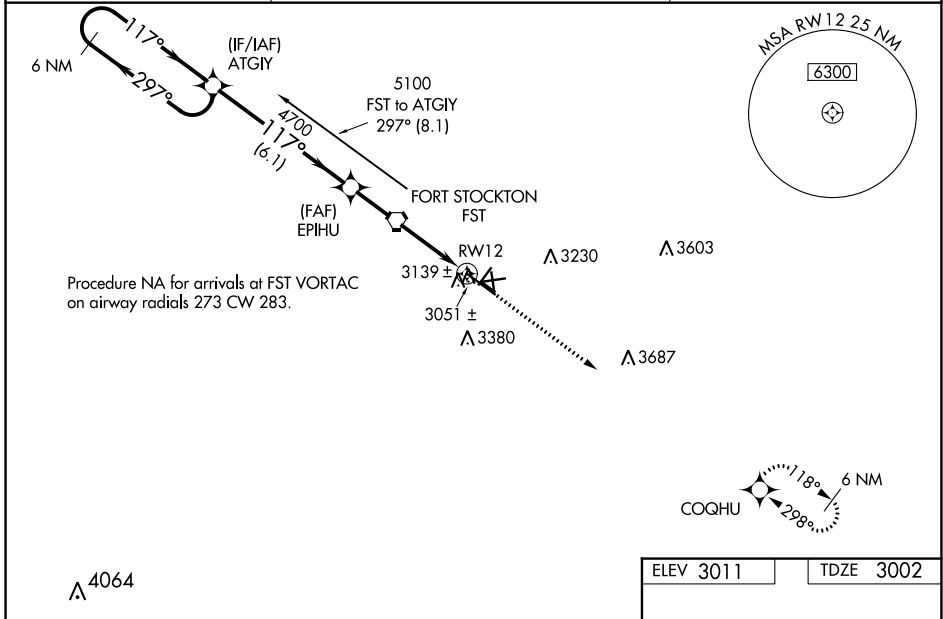 117°
6 NM
297°
(IF/IAF)
ATGIY
5100
FST to ATGIY
297° (8.1)
4700
117°
(6.1)
(FAF)
EPIHU
FORT STOCKTON
FST
RW12
3139 ±
3051 ±
3230
3603
3380
3687
Procedure NA for arrivals at FST VORTAC
on airway radials 273 CW 283.
MSA RW12 25 NM
6300
COQHU
118°
298°
6 NM
4064
ELEV 3011
TDZE 3002